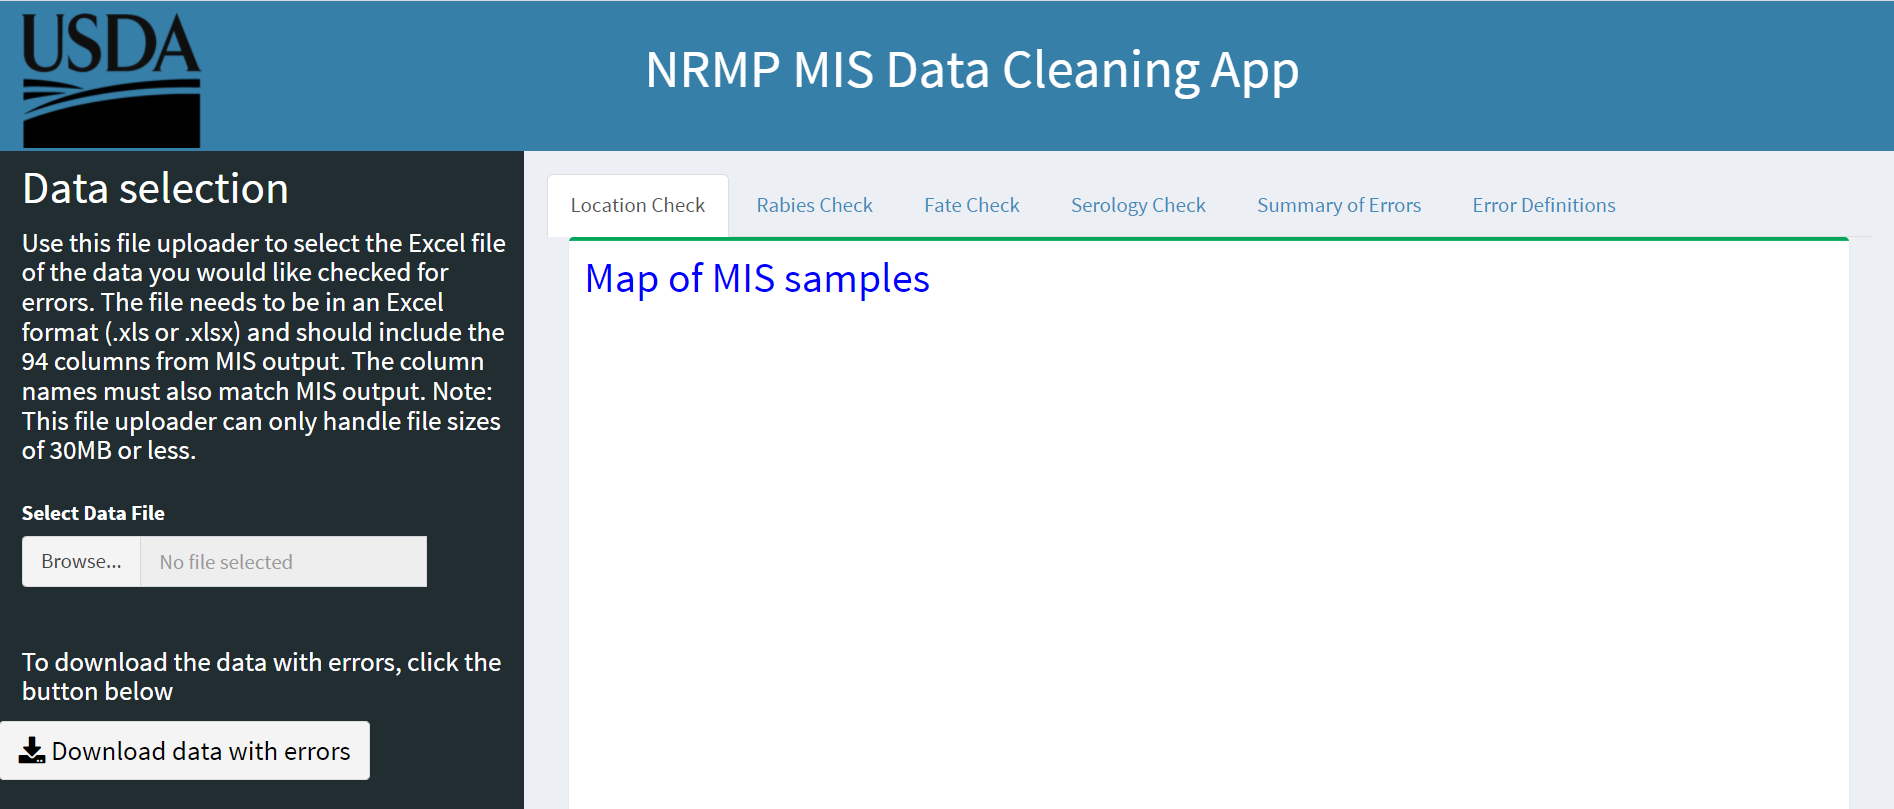 USDA
NRMP MIS Data Cleaning App
Data selection
Use this file uploader to select the Excel file
of the data you would like checked for
errors. The file needs to be in an Excel
format (.xls or .xlsx) and should include the
94 columns from MIS output. The column
names must also match MIS output. Note:
This file uploader can only handle file sizes
of 30MB or less.
Select Data File
Browse... No file selected
To download the data with errors, click the
button below
Download data with errors
Location Check Rabies Check Fate Check Serology Check Summary of Errors Error Definitions
Map of MIS samples